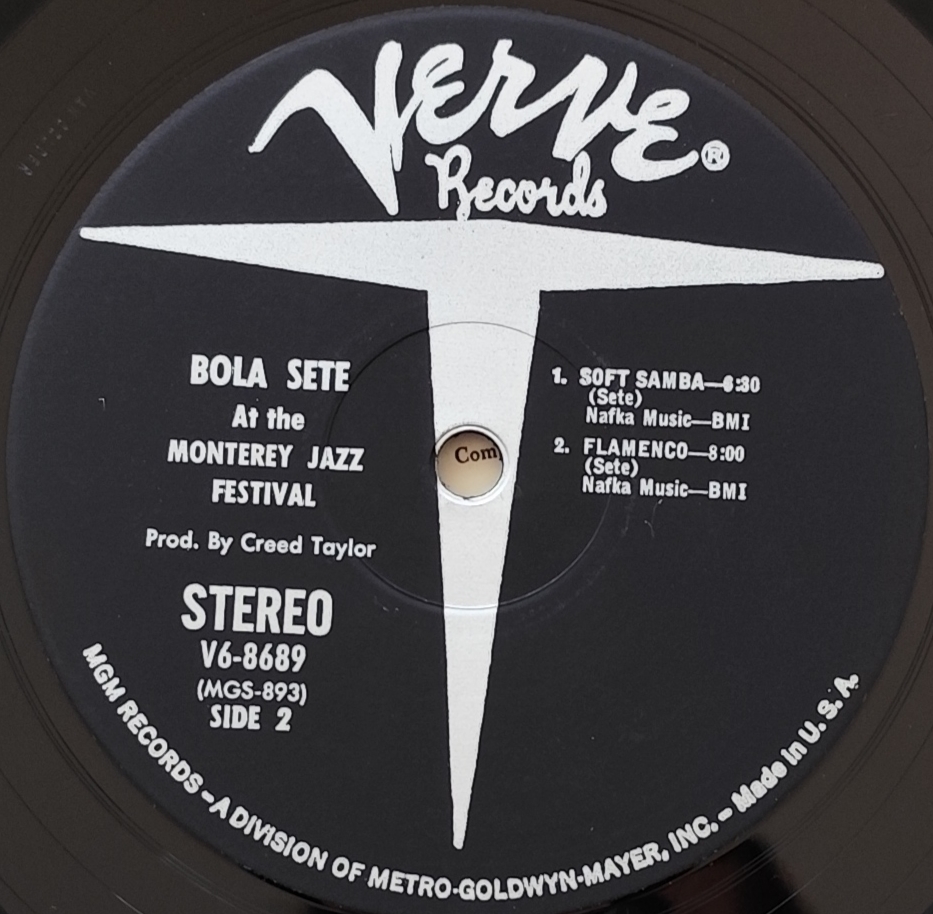 Verve®
Records
BOLA SETE
At the
MONTEREY JAZZ
FESTIVAL
Prod. By Creed Taylor
STEREO
V6-8689
(MGS-893)
SIDE 2
1. SOFT SAMBA—6:30
(Sete)
Nafka Music—BMI
2. FLAMENCO—8:00
(Sete)
Nafka Music—BMI
Com
MGM RECORDS – A DIVISION OF METRO-GOLDWYN-MAYER, INC. – Made in U. S. A.